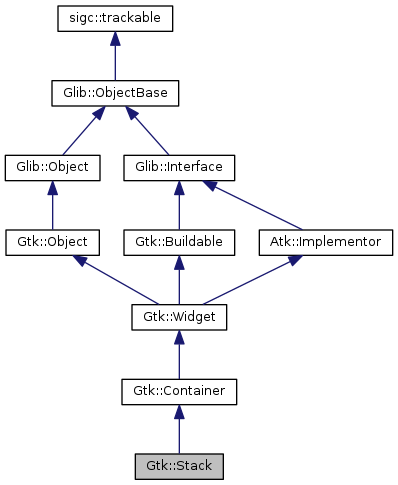 sigc::trackable
Glib::ObjectBase
Glib::Object
Glib::Interface
Gtk::Object
Gtk::Buildable
Atk::Implementor
Gtk::Widget
Gtk::Container
Gtk::Stack